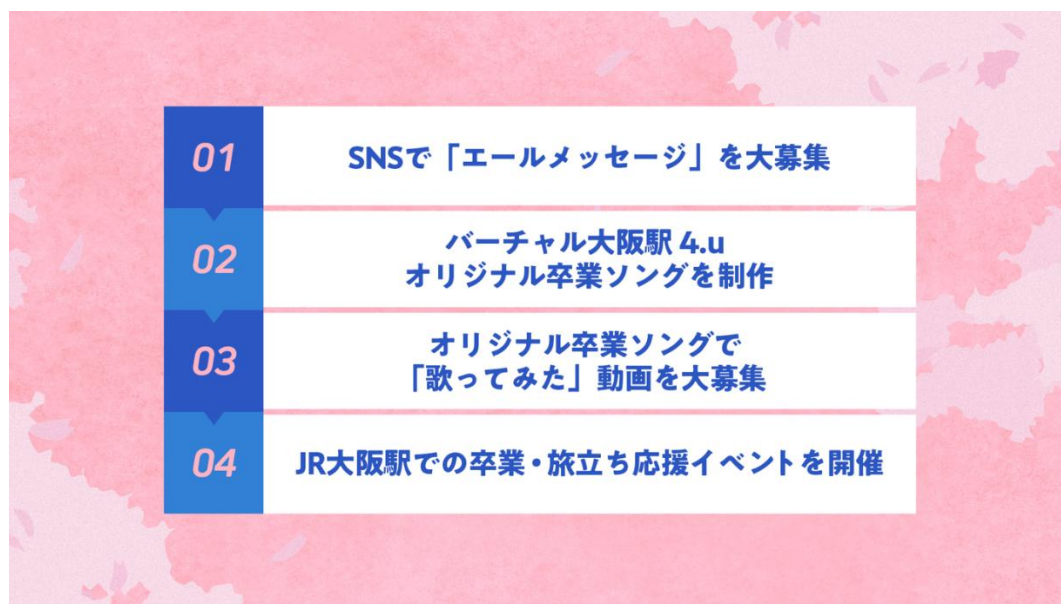 01
SNSで「エールメッセージ」を大募集
02
バーチャル大阪駅 4.u
オリジナル卒業ソングを制作
03
オリジナル卒業ソングで
「歌ってみた」動画を大募集
04
JR大阪駅での卒業・旅立ち応援イベントを開催